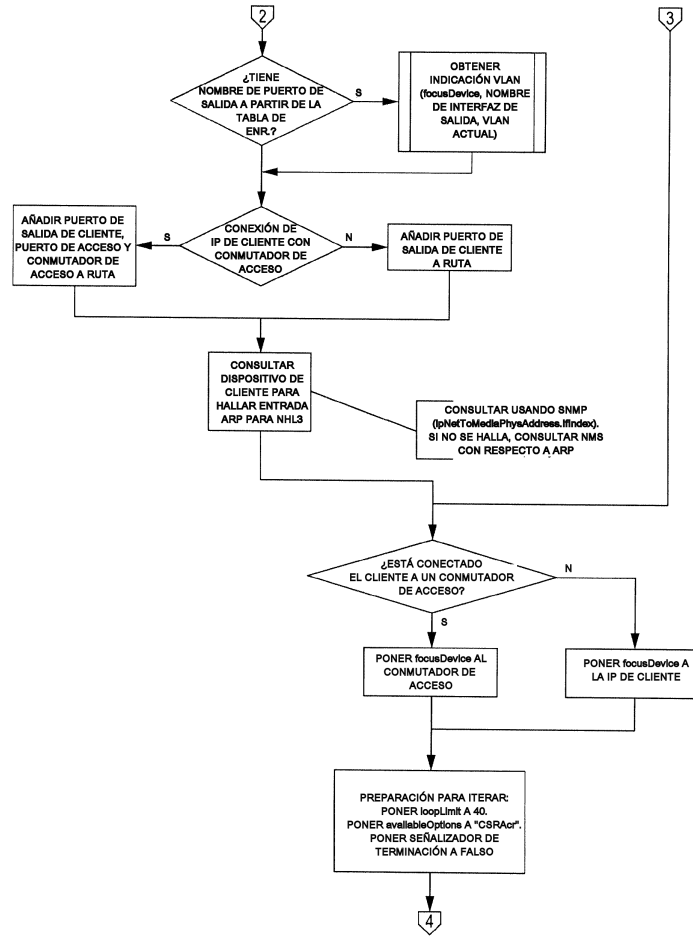 2
3
¿TIENE
NOMBRE DE PUERTO DE
SALIDA A PARTIR DE LA
TABLA DE
ENR.?
S
OBTENER
INDICACIÓN VLAN
(focusDevice, NOMBRE
DE INTERFAZ DE
SALIDA, VLAN
ACTUAL)
AÑADIR PUERTO DE
SALIDA DE CLIENTE,
PUERTO DE ACCESO Y
CONMUTADOR DE
ACCESO A RUTA
S
CONEXIÓN DE
IP DE CLIENTE CON
CONMUTADOR DE
ACCESO
N
AÑADIR PUERTO DE
SALIDA DE CLIENTE
A RUTA
CONSULTAR
DISPOSITIVO DE
CLIENTE PARA
HALLAR ENTRADA
ARP PARA NHL3
CONSULTAR USANDO SNMP
(ipNetToMediaPhysAddress.ifIndex).
SI NO SE HALLA, CONSULTAR NMS
CON RESPECTO A ARP
¿ESTÁ CONECTADO
EL CLIENTE A UN CONMUTADOR
DE ACCESO?
N
S
PONER focusDevice AL
CONMUTADOR DE
ACCESO
PONER focusDevice A
LA IP DE CLIENTE
PREPARACIÓN PARA ITERAR:
PONER loopLimit A 40.
PONER availableOptions A "CSRAcr".
PONER SEÑALIZADOR DE
TERMINACIÓN A FALSO
4